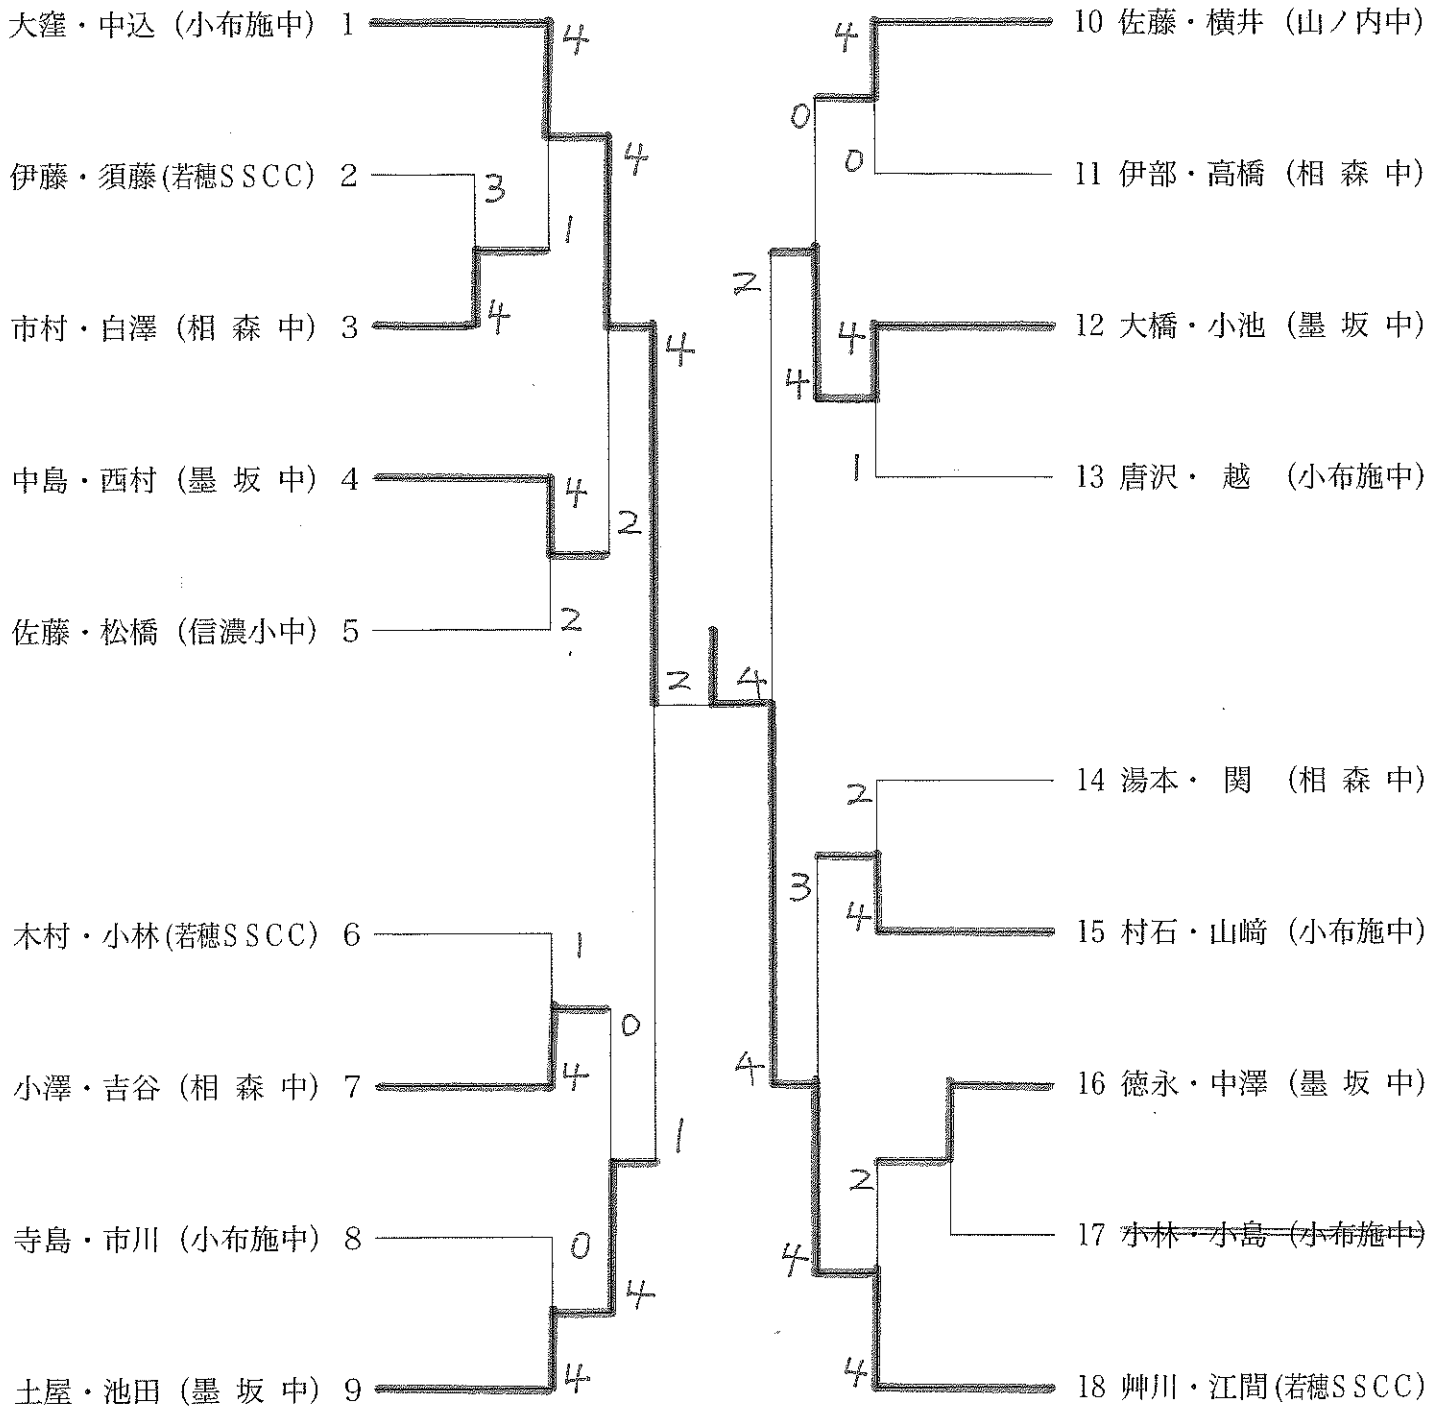 大窪・中込 (小布施中) 1
伊藤・須藤(若穂SSCC) 2
市村・白澤 (相 森 中) 3
中島・西村 (墨 坂 中) 4
佐藤・松橋 (信濃小中) 5
木村・小林(若穂SSCC) 6
小澤・吉谷 (相 森 中) 7
寺島・市川 (小布施中) 8
土屋・池田 (墨 坂 中) 9
4
4
3
1
4
4
4
2
2
2
1
0
4
1
0
4
4
4
0
0
2
4
4
1
4
2
3
4
4
2
4
4
10 佐藤・横井 (山ノ内中)
11 伊部・高橋 (相 森 中)
12 大橋・小池 (墨 坂 中)
13 唐沢・ 越 (小布施中)
14 湯本・ 関 (相 森 中)
15 村石・山﨑 (小布施中)
16 徳永・中澤 (墨 坂 中)
17 小林・小島 (小布施中)
18 艸川・江間(若穂SSCC)